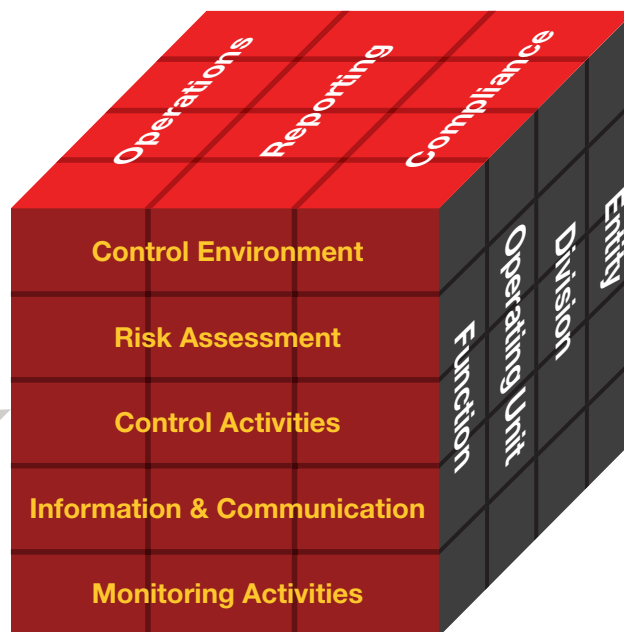 Operations
Reporting
Compliance
Control Environment
Risk Assessment
Control Activities
Information & Communication
Monitoring Activities
Function
Operating Unit
Division
Entity